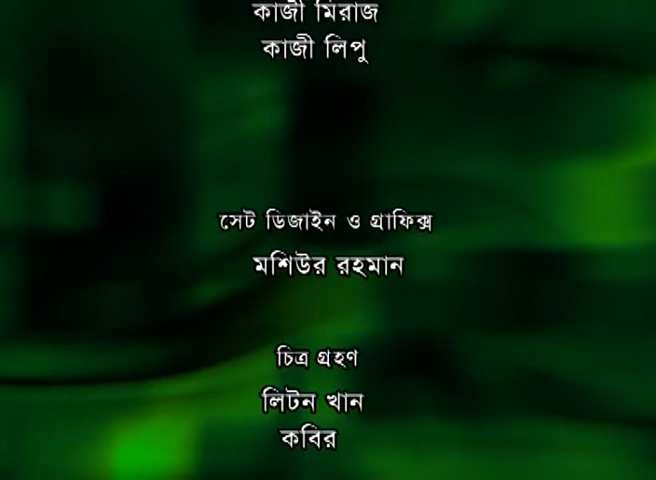 কাজী মিরাজ
কাজী লিপু
সেট ডিজাইন ও গ্রাফিক্স
মশিউর রহমান
চিত্র গ্রহণ
লিটন খান
কবির